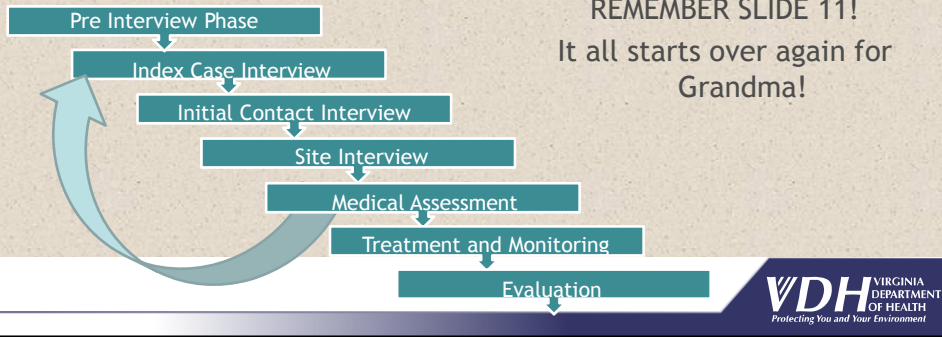 Pre Interview Phase
Index Case Interview
Initial Contact Interview
Site Interview
Medical Assessment
Treatment and Monitoring
Evaluation
REMEMBER SLIDE 11!
It all starts over again for
Grandma!
VDH VIRGINIA
DEPARTMENT
OF HEALTH
Protecting You and Your Environment